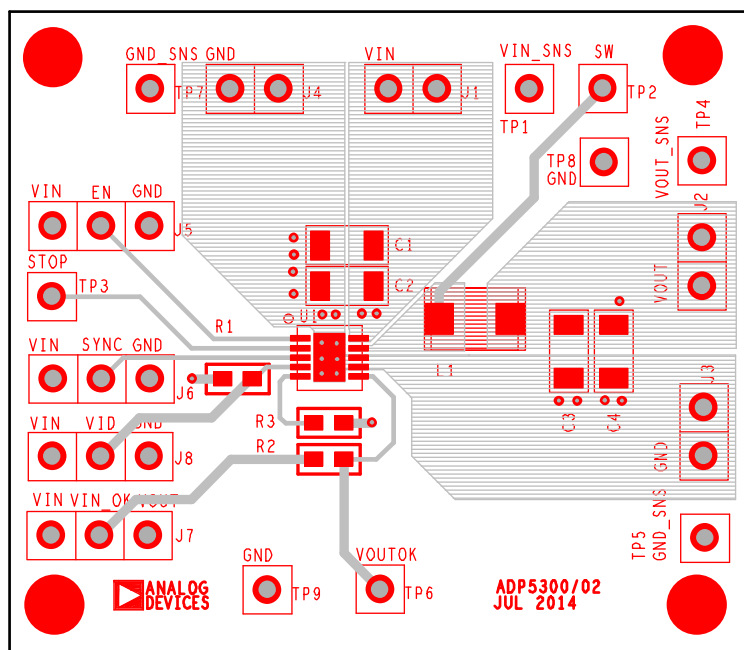 GND_SNS GND VIN VIN_SNS SW
TP7 J4 J1 TP1 TP2 TP4
TP8
GND
VOUT_SNS
VIN EN GND
J5
J2
STOP
TP3
VOUT
C1
C2
U1
R1
VIN SYNC GND
J6
L1
C3 C4
J3
R3
VIN VID GND
J8
R2
GND
VIN VIN_OK VOUT
J7
TP5
GND_SNS
GND
TP9
VOUTOK
TP6
ANALOG
DEVICES
ADP5300/02
JUL 2014